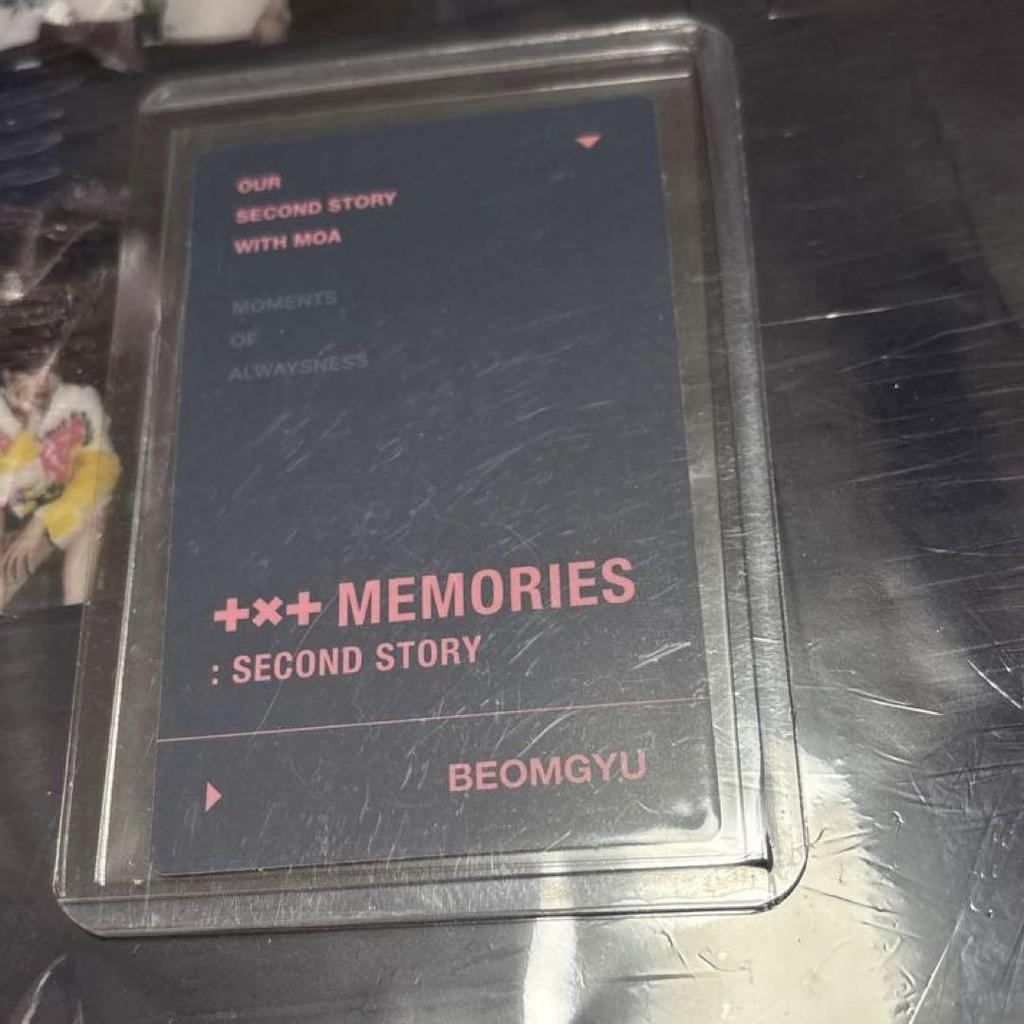 OUR
SECOND STORY
WITH MOA
MOMENTS
OF
ALWAYSNESS
+×+ MEMORIES
: SECOND STORY
BEOMGYU